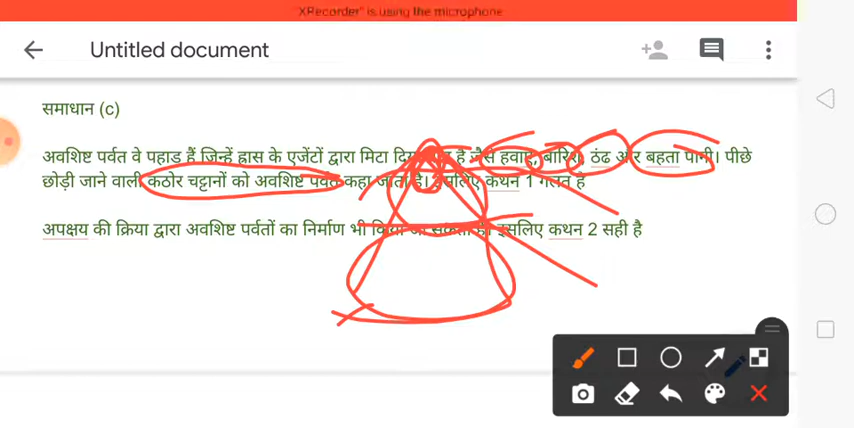 "XRecorder" is using the microphone
Untitled document
समाधान (c)
अवशिष्ट पर्वत वे पहाड़ हैं जिन्हें ह्रास के एजेंटों द्वारा मिटा है जैसे हवाएं, बारिश, ठंढ और बहता पानी। पीछे
छोड़ी जाने वाली कठोर चट्टानों को अवशिष्ट पर्वत कहा जाता है। इसलिए कथन 1 गलत है
अपक्षय की क्रिया द्वारा अवशिष्ट पर्वतों का निर्माण भी किया जा सकता है। इसलिए कथन 2 सही है